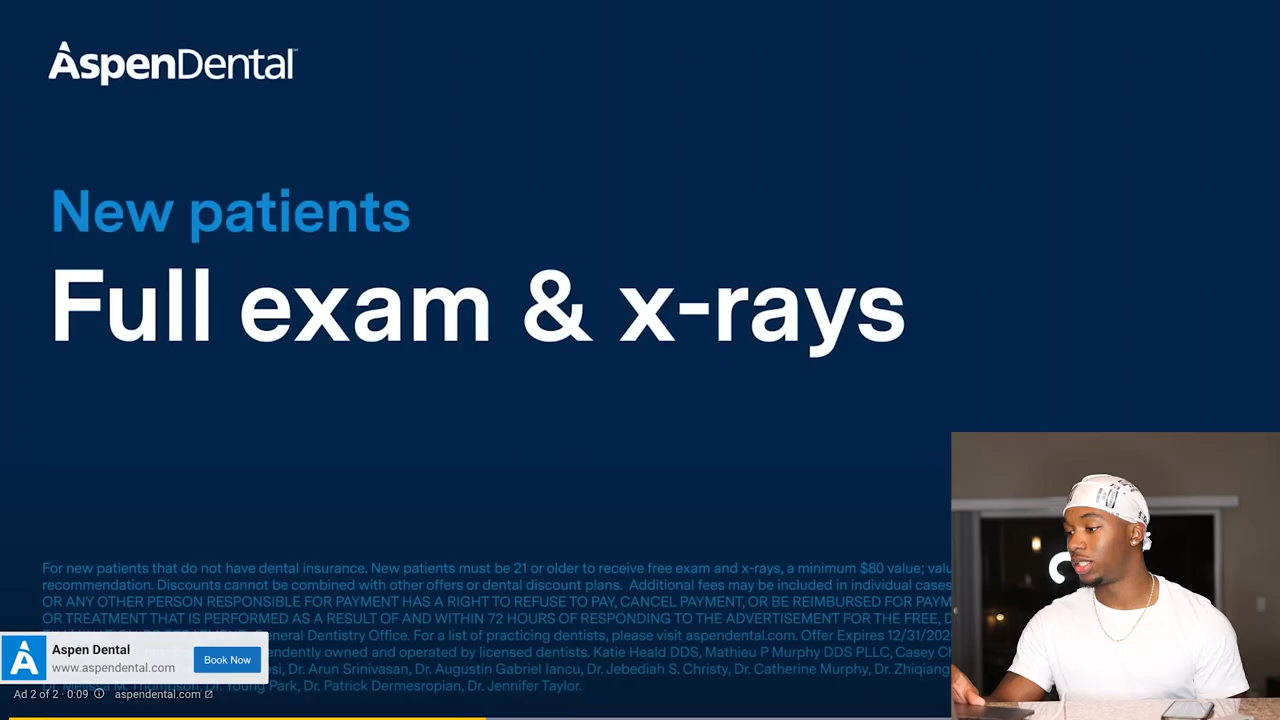 AspenDental
New patients
Full exam & x-rays
For new patients that do not have dental insurance. New patients must be 21 or older to receive free exam and x-rays, a minimum $80 value;
recommendation. Discounts cannot be combined with other offers or dental discount plans. Additional fees may be included in individual cases
OR ANY OTHER PERSON RESPONSIBLE FOR PAYMENT HAS A RIGHT TO REFUSE TO PAY, CANCEL PAYMENT, OR BE REIMBURSED FOR
OR TREATMENT THAT IS PERFORMED AS A RESULT OF AND WITHIN 72 HOURS OF RESPONDING TO THE ADVERTISEMENT FOR THE FREE,
General Dentistry Office. For a list of practicing dentists, please visit aspendental.com. Offer Expires
owned and operated by licensed dentists. Katie Heald DDS, Mathieu P Murphy DDS PLLC, Casey
Dr. Arun Srinivasan, Dr. Augustin Gabriel Iancu, Dr. Jebediah S. Christy, Dr. Catherine Murphy, Dr. Zhiqiang
Dr. Young Park, Dr. Patrick Dermesropian, Dr. Jennifer Taylor.
Aspen Dental
www.aspendental.com
Book Now
Ad 2 of 2 · 0:09 aspendental.com